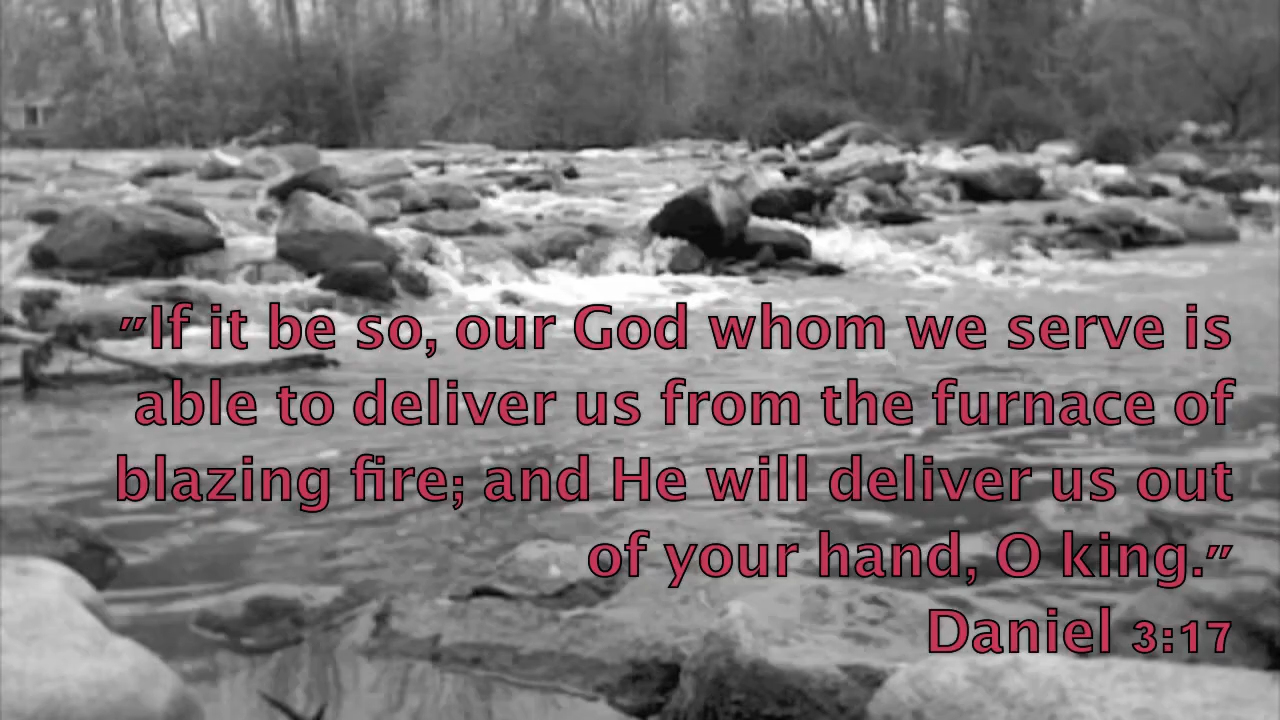 "If it be so, our God whom we serve is
able to deliver us from the furnace of
blazing fire; and He will deliver us out
of your hand, O king."
Daniel 3:17